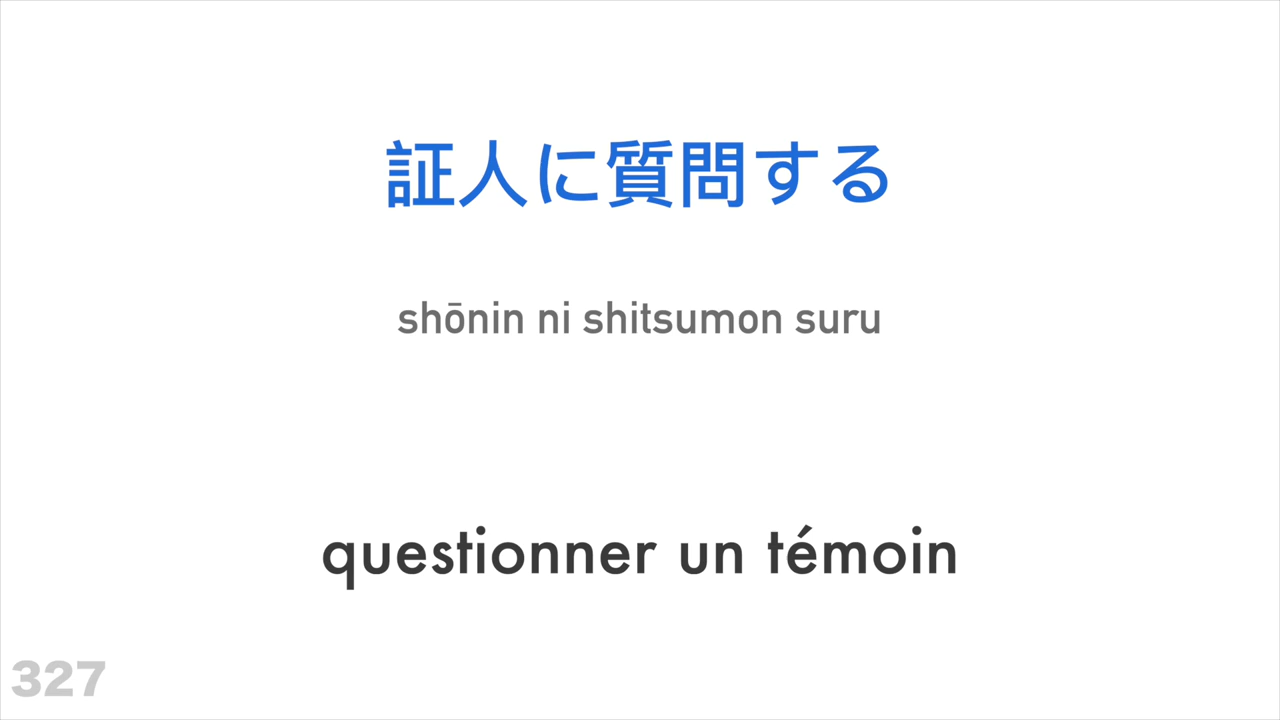 証人に質問する
shōnin ni shitsumon suru
questionner un témoin
327